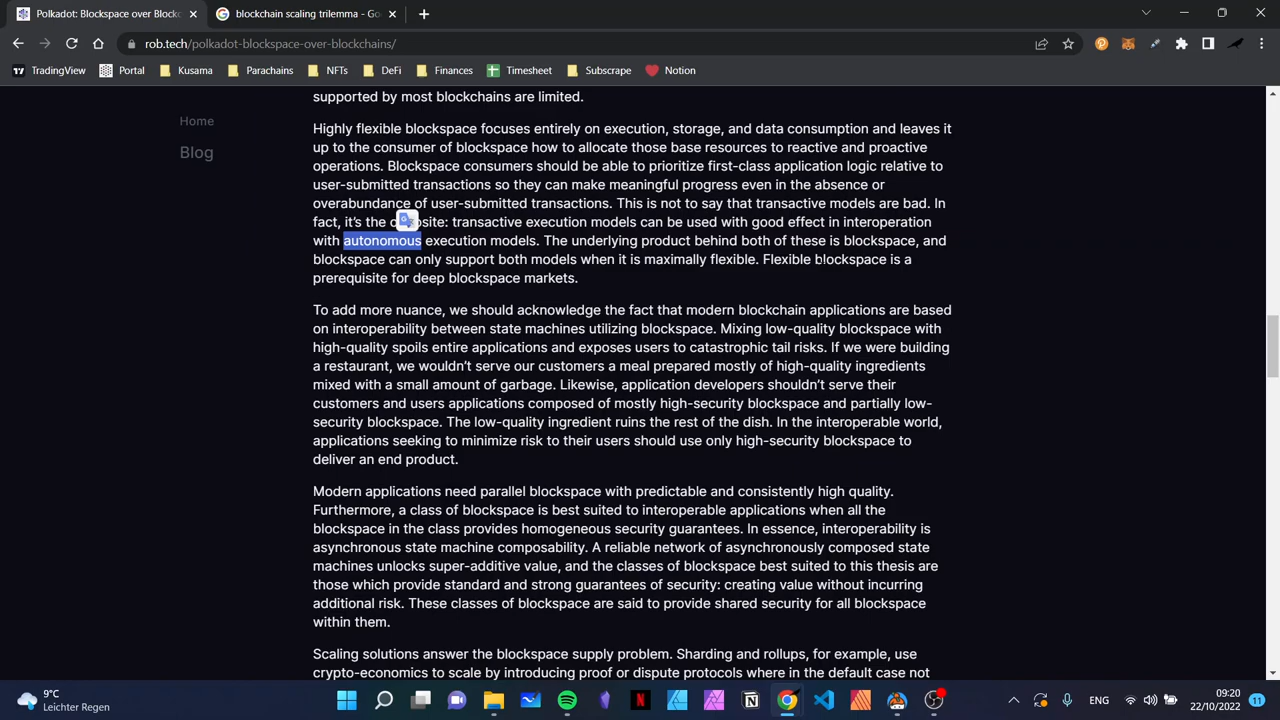 Polkadot: Blockspace over Blockc
blockchain scaling trilemma - Go
rob.tech/polkadot-blockspace-over-blockchains/
TradingView
Portal
Kusama
Parachains
NFTs
DeFi
Finances
Timesheet
Subscrape
Notion
Home
Blog
supported by most blockchains are limited.
Highly flexible blockspace focuses entirely on execution, storage, and data consumption and leaves it
up to the consumer of blockspace how to allocate those base resources to reactive and proactive
operations. Blockspace consumers should be able to prioritize first-class application logic relative to
user-submitted transactions so they can make meaningful progress even in the absence or
overabundance of user-submitted transactions. This is not to say that transactive models are bad. In
fact, it's the site: transactive execution models can be used with good effect in interoperation
with autonomous execution models. The underlying product behind both of these is blockspace, and
blockspace can only support both models when it is maximally flexible. Flexible blockspace is a
prerequisite for deep blockspace markets.
To add more nuance, we should acknowledge the fact that modern blockchain applications are based
on interoperability between state machines utilizing blockspace. Mixing low-quality blockspace with
high-quality spoils entire applications and exposes users to catastrophic tail risks. If we were building
a restaurant, we wouldn't serve our customers a meal prepared mostly of high-quality ingredients
mixed with a small amount of garbage. Likewise, application developers shouldn't serve their
customers and users applications composed of mostly high-security blockspace and partially low-
security blockspace. The low-quality ingredient ruins the rest of the dish. In the interoperable world,
applications seeking to minimize risk to their users should use only high-security blockspace to
deliver an end product.
Modern applications need parallel blockspace with predictable and consistently high quality.
Furthermore, a class of blockspace is best suited to interoperable applications when all the
blockspace in the class provides homogeneous security guarantees. In essence, interoperability is
asynchronous state machine composability. A reliable network of asynchronously composed state
machines unlocks super-additive value, and the classes of blockspace best suited to this thesis are
those which provide standard and strong guarantees of security: creating value without incurring
additional risk. These classes of blockspace are said to provide shared security for all blockspace
within them.
Scaling solutions answer the blockspace supply problem. Sharding and rollups, for example, use
crypto-economics to scale by introducing proof or dispute protocols where in the default case not
9°C
Leichter Regen
ENG
09:20
22/10/2022
11